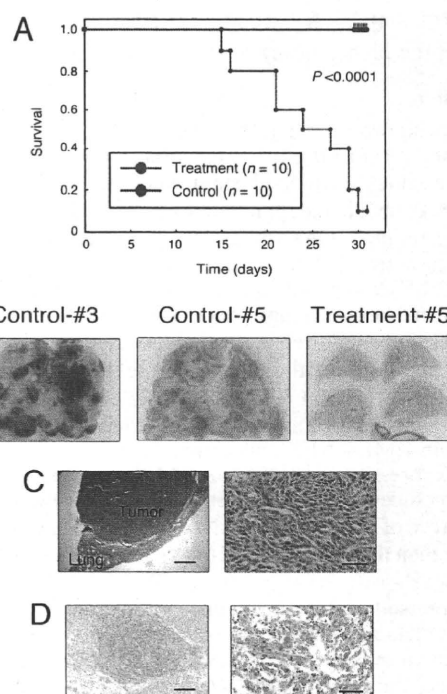 A
1.0
0.8
0.6
0.4
0.2
Survival
P <0.0001
Treatment (n = 10)
Control (n = 10)
0 5 10 15 20 25 30 35
Time (days)
Control-#3 Control-#5 Treatment-#5
C
Tumor
Lung
D